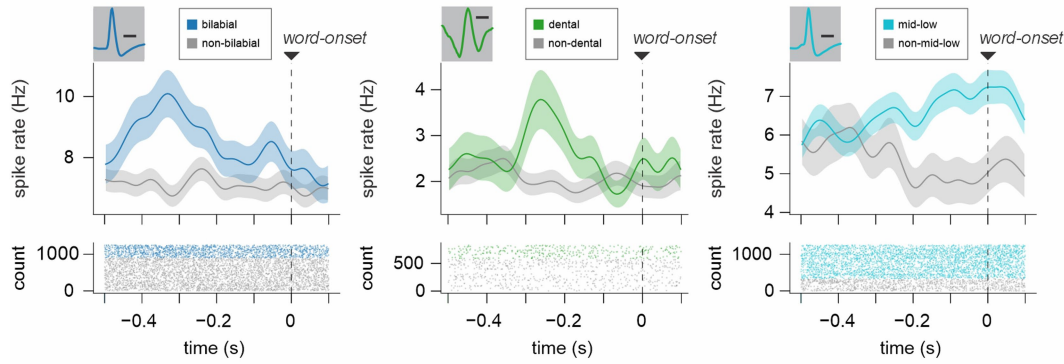 bilabial
non-bilabial
word-onset
spike rate (Hz)
10
8
count
1000
0
−0.4
−0.2
0
time (s)
dental
non-dental
word-onset
spike rate (Hz)
4
3
2
count
500
0
−0.4
−0.2
0
time (s)
mid-low
non-mid-low
word-onset
spike rate (Hz)
7
6
5
4
count
1000
0
−0.4
−0.2
0
time (s)